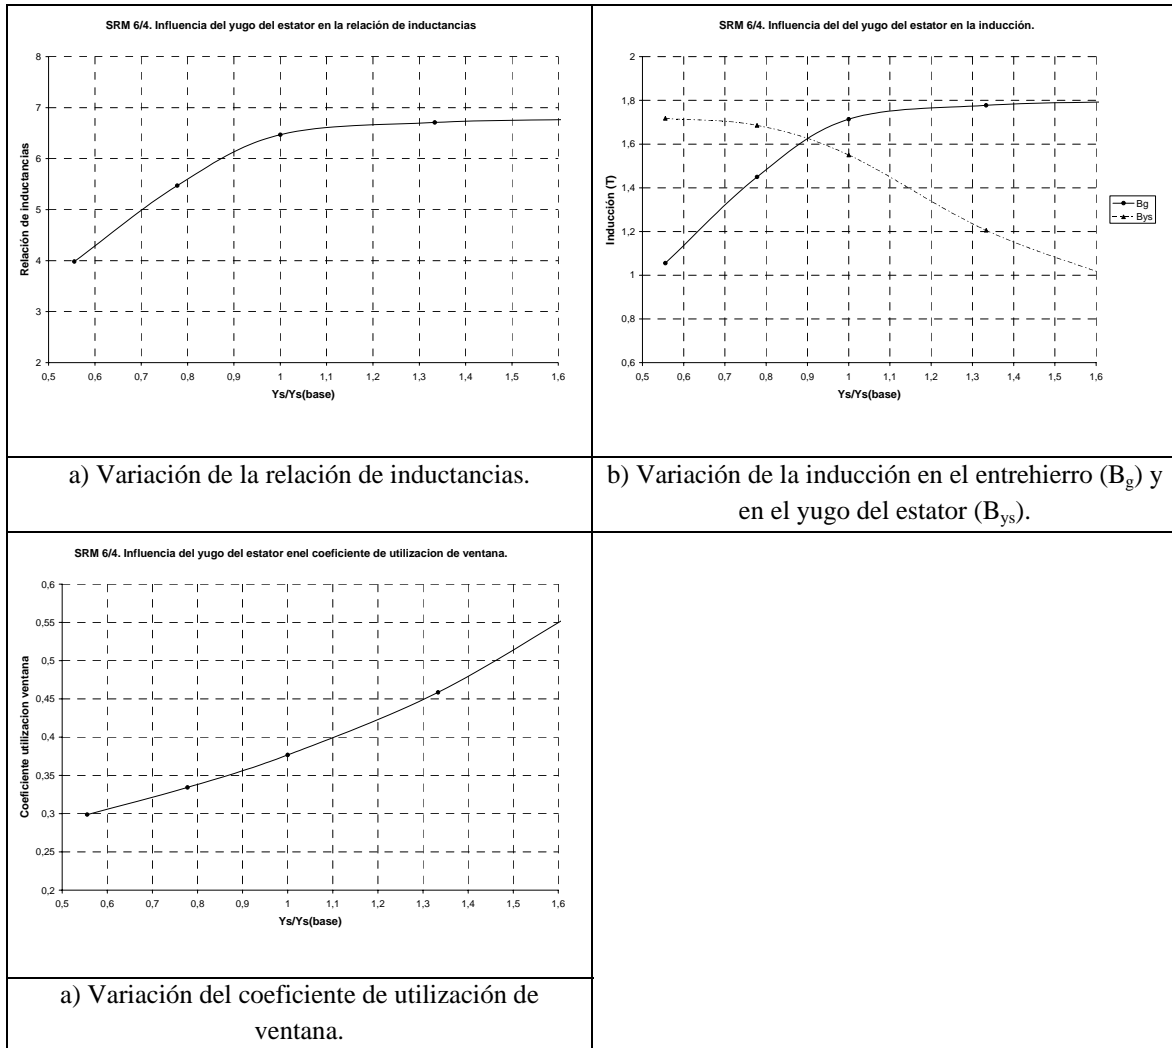 SRM 6/4. Influencia del yugo del estator en la relación de inductancias
8
7
6
5
4
3
2
Relación de inductancias
0,5 0,6 0,7 0,8 0,9 1 1,1 1,2 1,3 1,4 1,5 1,6
Ys/Ys(base)
a) Variación de la relación de inductancias.
SRM 6/4. Influencia del del yugo del estator en la inducción.
2
1,8
1,6
1,4
1,2
1
0,8
0,6
Inducción (T)
0,5 0,6 0,7 0,8 0,9 1 1,1 1,2 1,3 1,4 1,5 1,6
Ys/Ys(base)
Bg
Bys
b) Variación de la inducción en el entrehierro (Bg) y
en el yugo del estator (Bys).
SRM 6/4. Influencia del yugo del estator enel coeficiente de utilizacion de ventana.
0,6
0,55
0,5
0,45
0,4
0,35
0,3
0,25
0,2
Coeficiente utilizacion ventana
0,5 0,6 0,7 0,8 0,9 1 1,1 1,2 1,3 1,4 1,5 1,6
Ys/Ys(base)
a) Variación del coeficiente de utilización de
ventana.